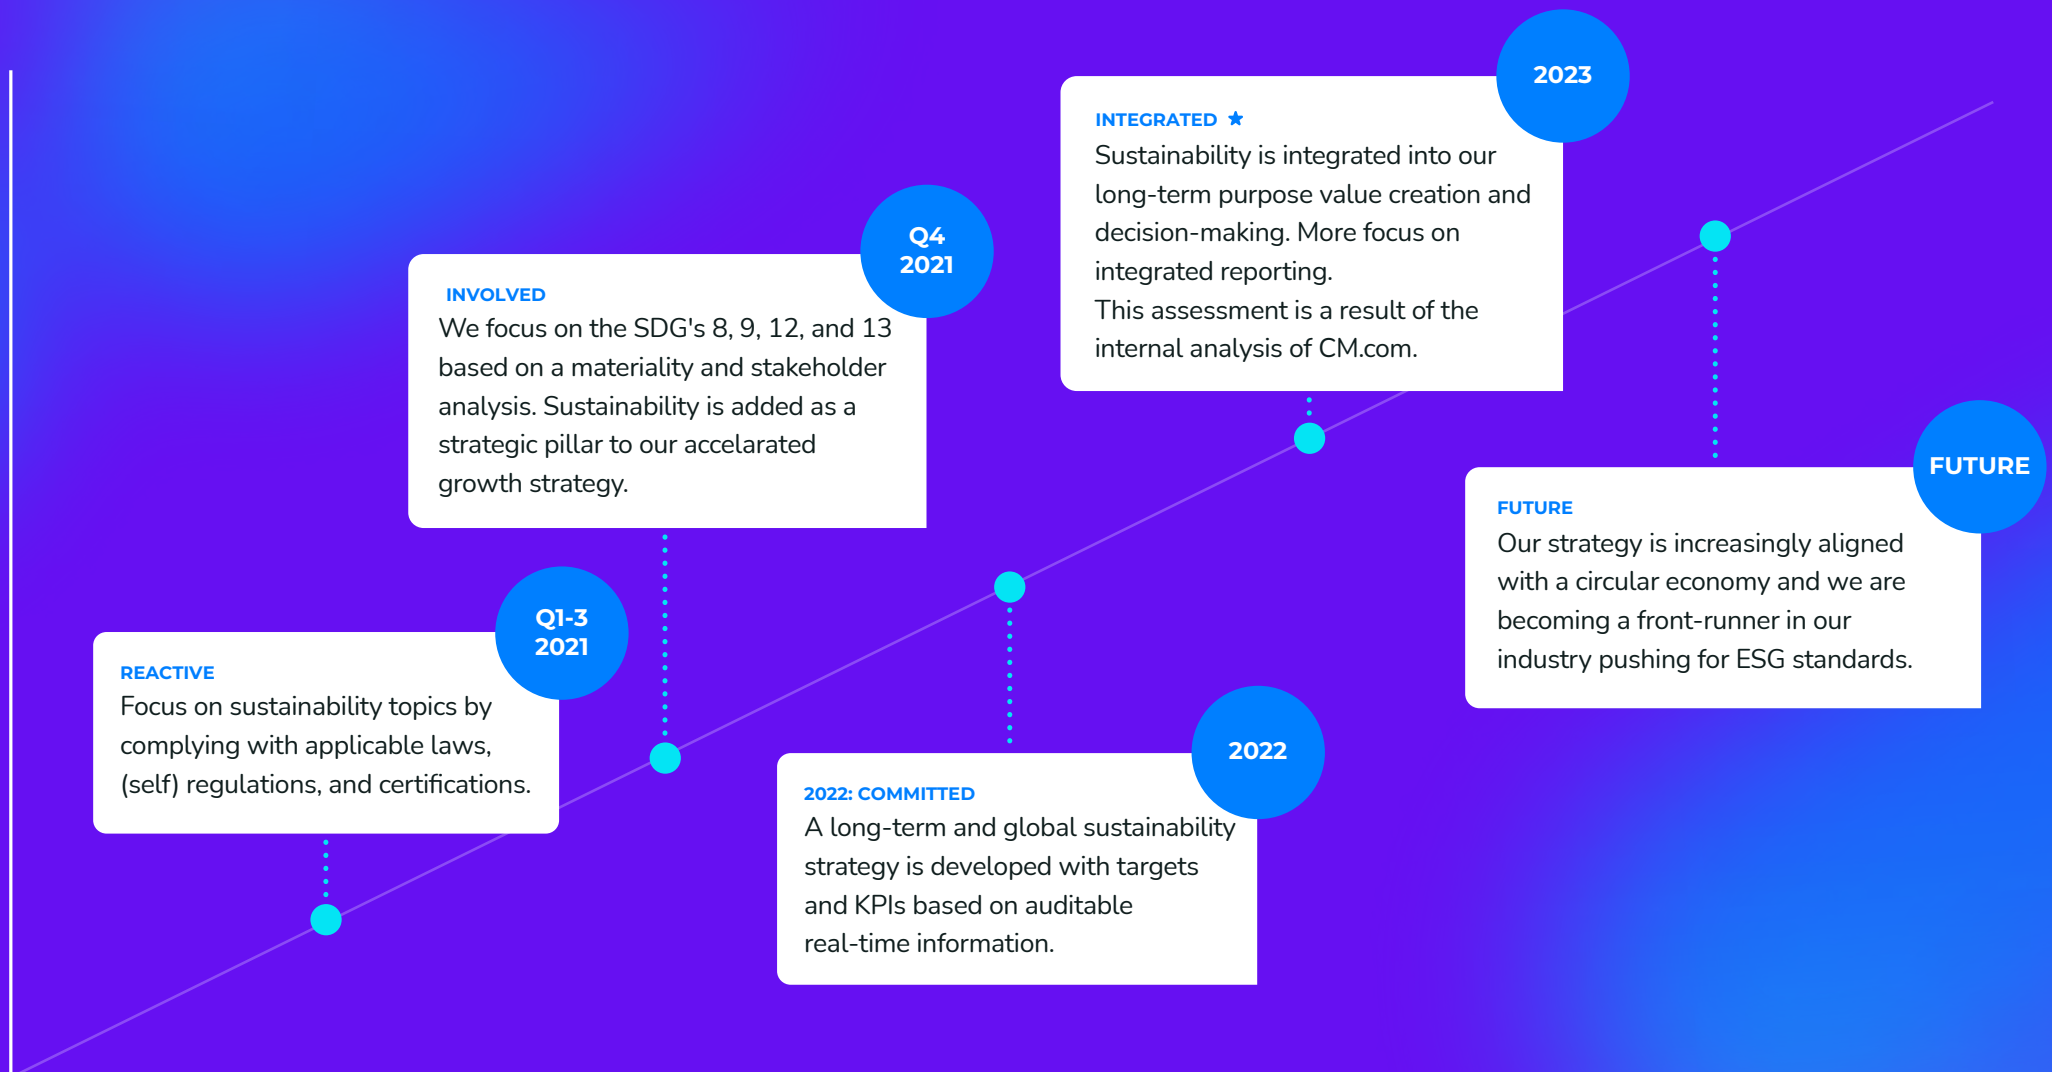 Q1-3
2021
REACTIVE
Focus on sustainability topics by
complying with applicable laws,
(self) regulations, and certifications.
Q4
2021
INVOLVED
We focus on the SDG's 8, 9, 12, and 13
based on a materiality and stakeholder
analysis. Sustainability is added as a
strategic pillar to our accelarated
growth strategy.
2022
2022: COMMITTED
A long-term and global sustainability
strategy is developed with targets
and KPIs based on auditable
real-time information.
2023
INTEGRATED ★
Sustainability is integrated into our
long-term purpose value creation and
decision-making. More focus on
integrated reporting.
This assessment is a result of the
internal analysis of CM.com.
FUTURE
FUTURE
Our strategy is increasingly aligned
with a circular economy and we are
becoming a front-runner in our
industry pushing for ESG standards.